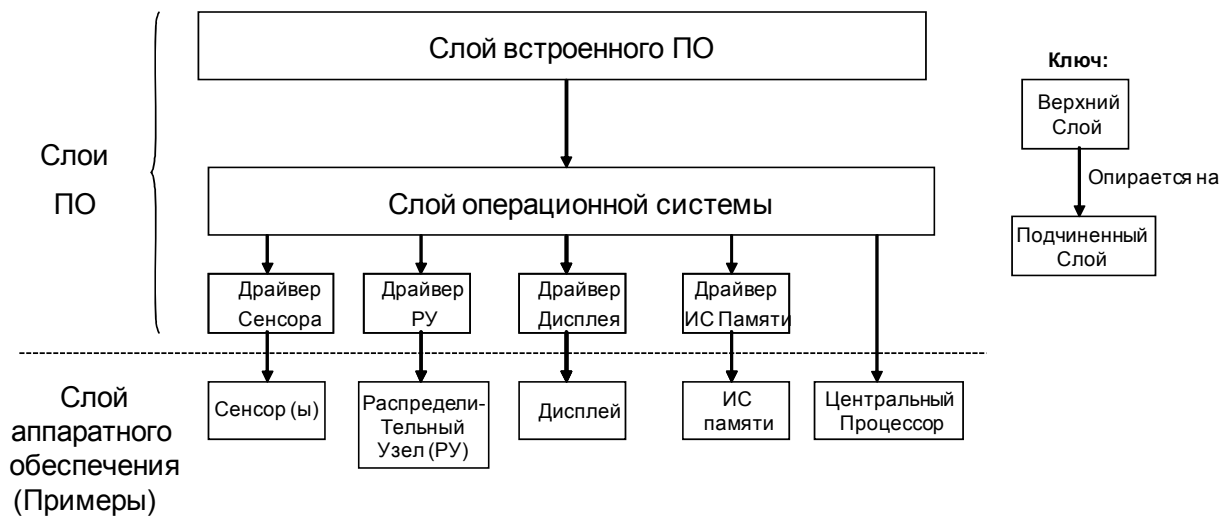 Слой встроенного ПО
Ключ:
Верхний
Слой
Опирается на
Подчиненный
Слой
Слои
ПО
Слой операционной системы
Драйвер
Сенсора
Драйвер
РУ
Драйвер
Дисплея
Драйвер
ИС Памяти
Слой
аппаратного
обеспечения
(Примеры)
Сенсор (ы)
Распредели-
Тельный
Узел (РУ)
Дисплей
ИС
памяти
Центральный
Процессор